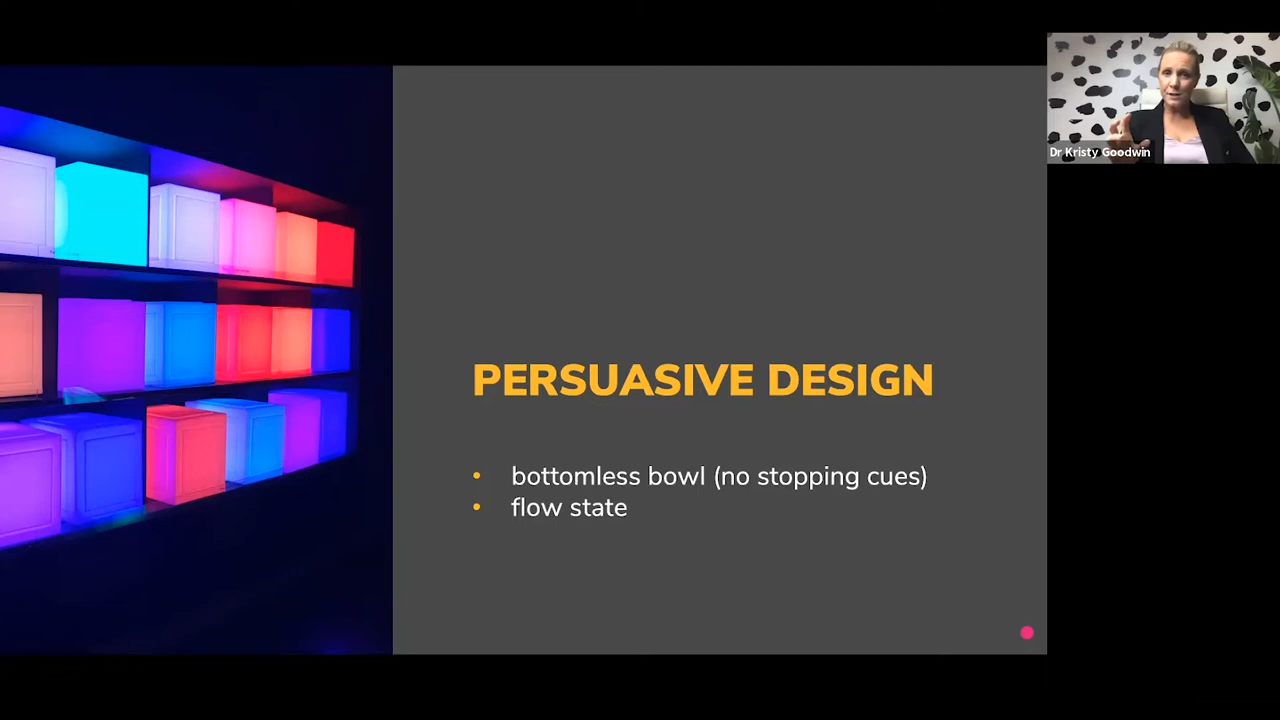 Dr Kristy Goodwin
PERSUASIVE DESIGN
• bottomless bowl (no stopping cues)
• flow state